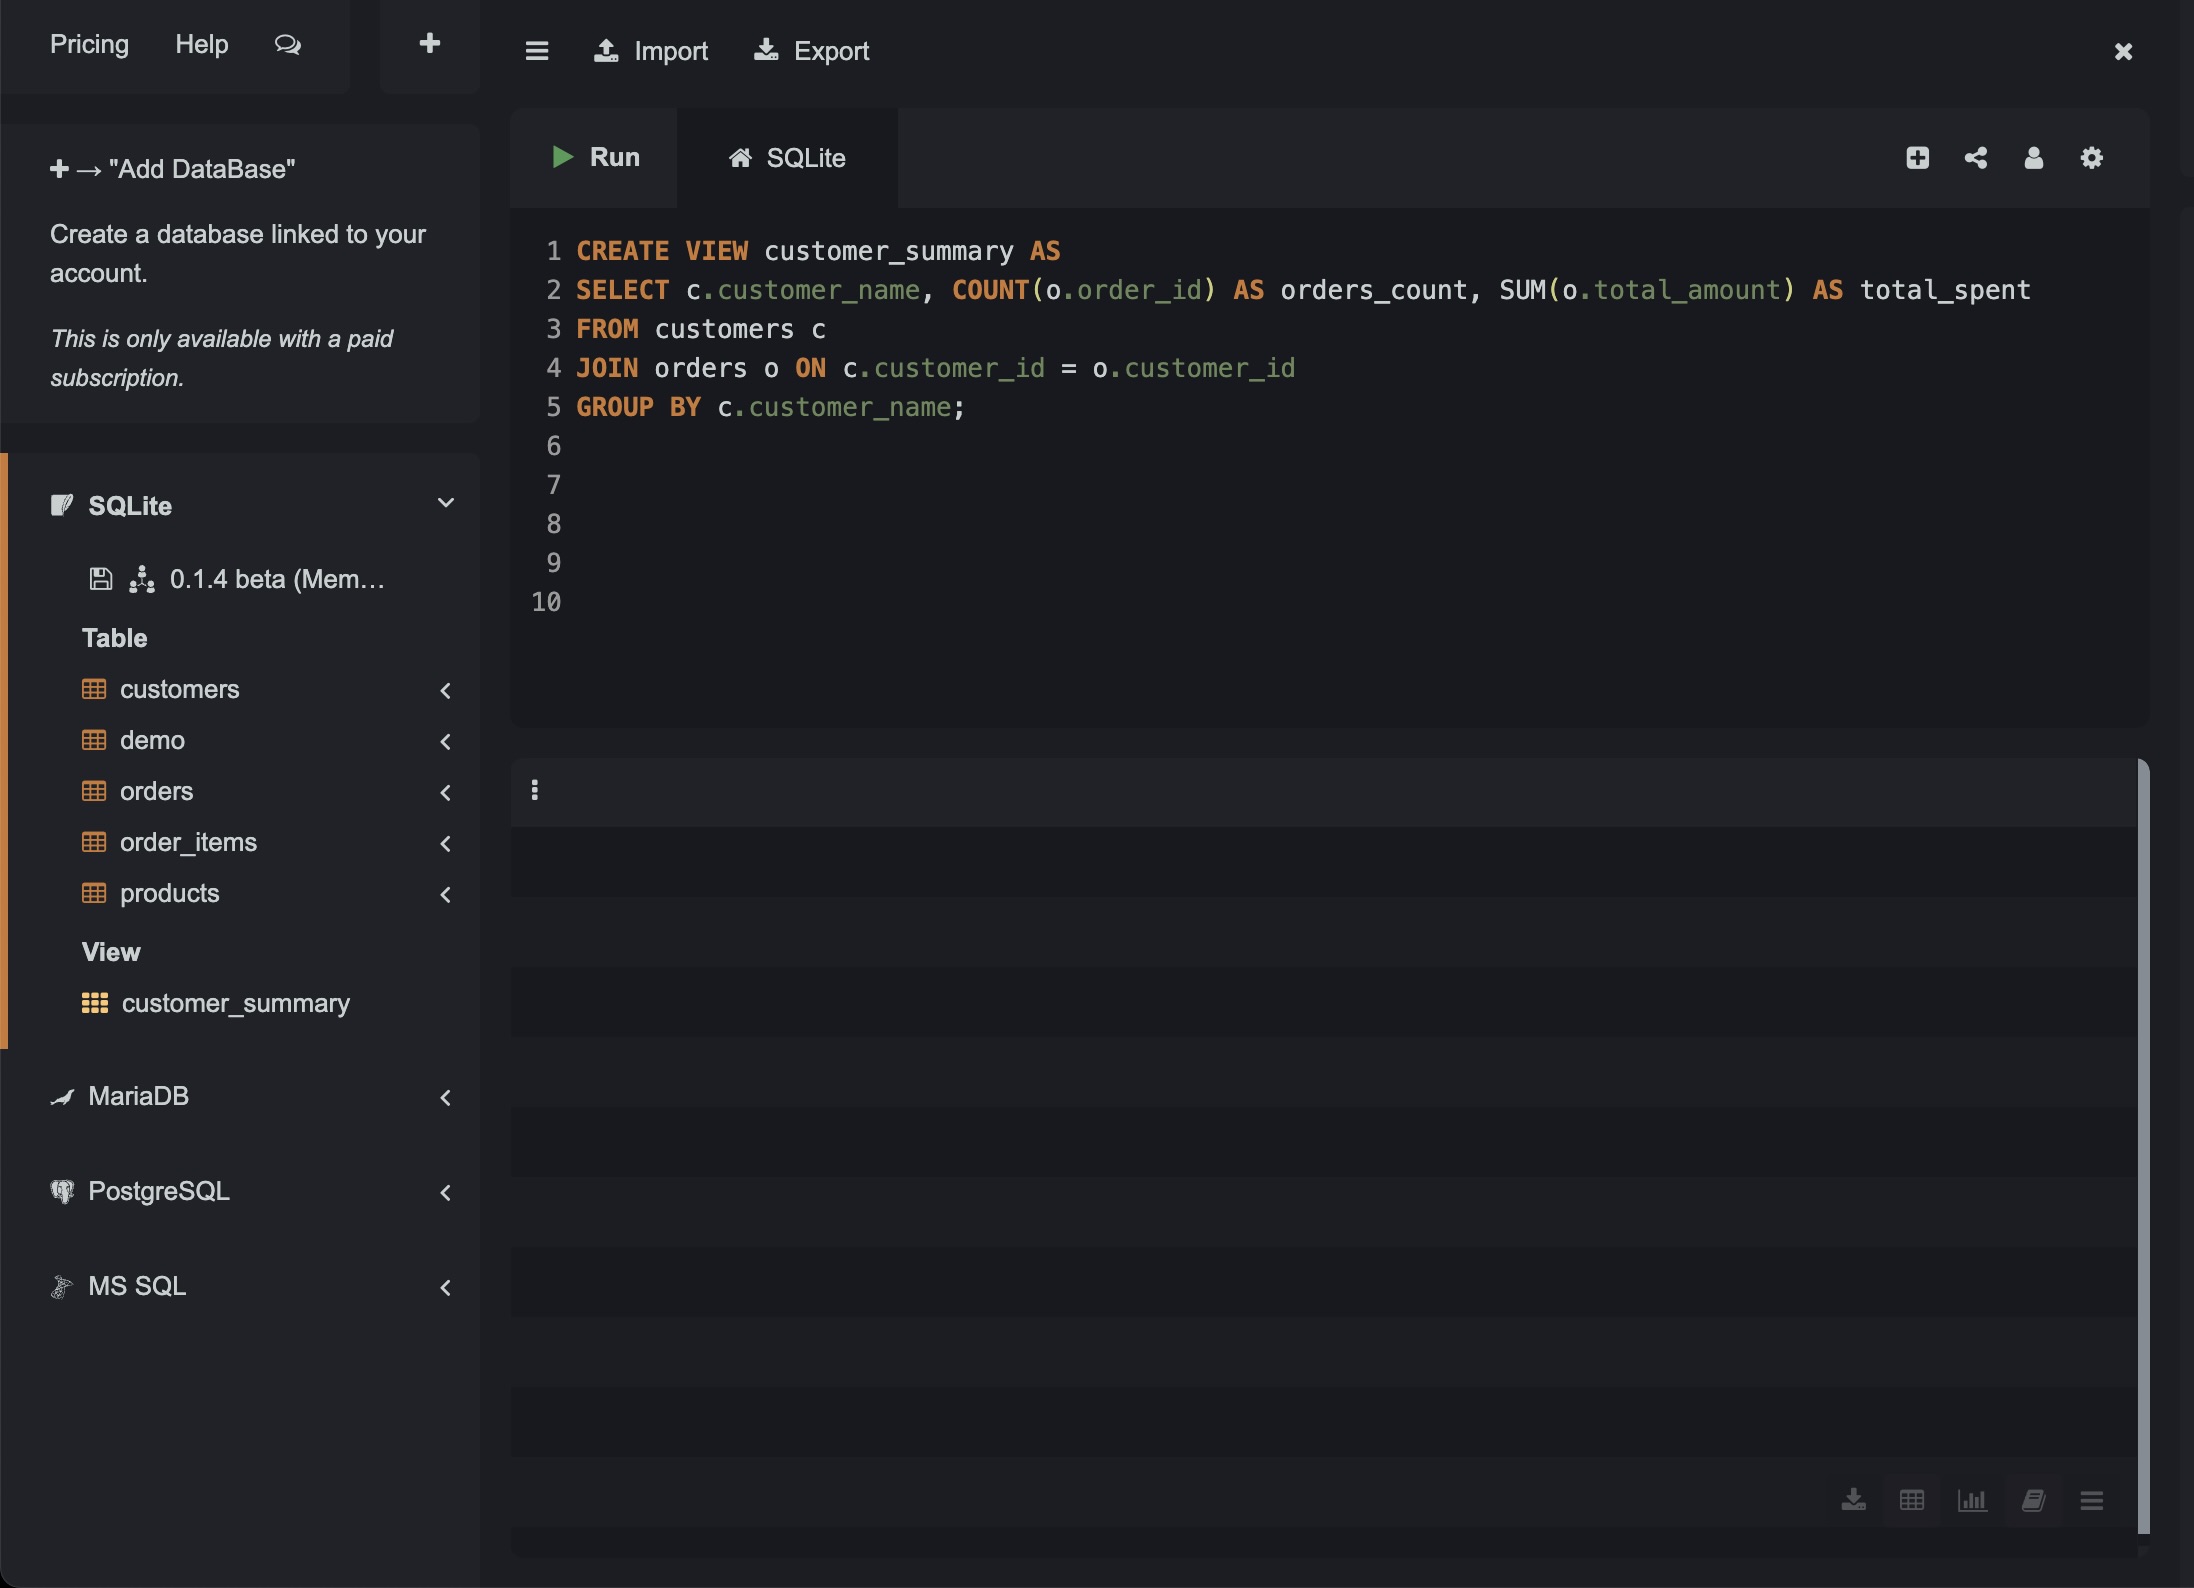 Pricing Help
Import Export
→ "Add DataBase"
Create a database linked to your
account.
This is only available with a paid
subscription.
SQLite
0.1.4 beta (Mem...
Table
customers
demo
orders
order_items
products
View
customer_summary
MariaDB
PostgreSQL
MS SQL
Run SQLite
1 CREATE VIEW customer_summary AS
2 SELECT c.customer_name, COUNT(o.order_id) AS orders_count, SUM(o.total_amount) AS total_spent
3 FROM customers c
4 JOIN orders o ON c.customer_id = o.customer_id
5 GROUP BY c.customer_name;
6
7
8
9
10